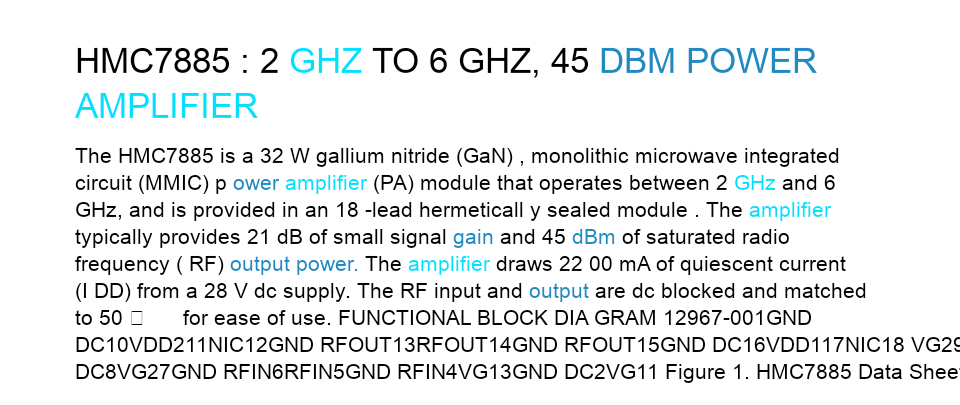 HMC7885 : 2 GHZ TO 6 GHZ, 45 DBM POWER
AMPLIFIER
The HMC7885 is a 32 W gallium nitride (GaN) , monolithic microwave integrated
circuit (MMIC) p ower amplifier (PA) module that operates between 2 GHz and 6
GHz, and is provided in an 18 -lead hermeticall y sealed module . The amplifier
typically provides 21 dB of small signal gain and 45 dBm of saturated radio
frequency ( RF) output power. The amplifier draws 22 00 mA of quiescent current
(I DD) from a 28 V dc supply. The RF input and output are dc blocked and matched
to 50 □ for ease of use. FUNCTIONAL BLOCK DIA GRAM 12967-001GND
DC10VDD211NIC12GND RFOUT13RFOUT14GND RFOUT15GND DC16VDD117NIC18 VG29
DC8VG27GND RFIN6RFIN5GND RFIN4VG13GND DC2VG11 Figure 1. HMC7885 Data Shee